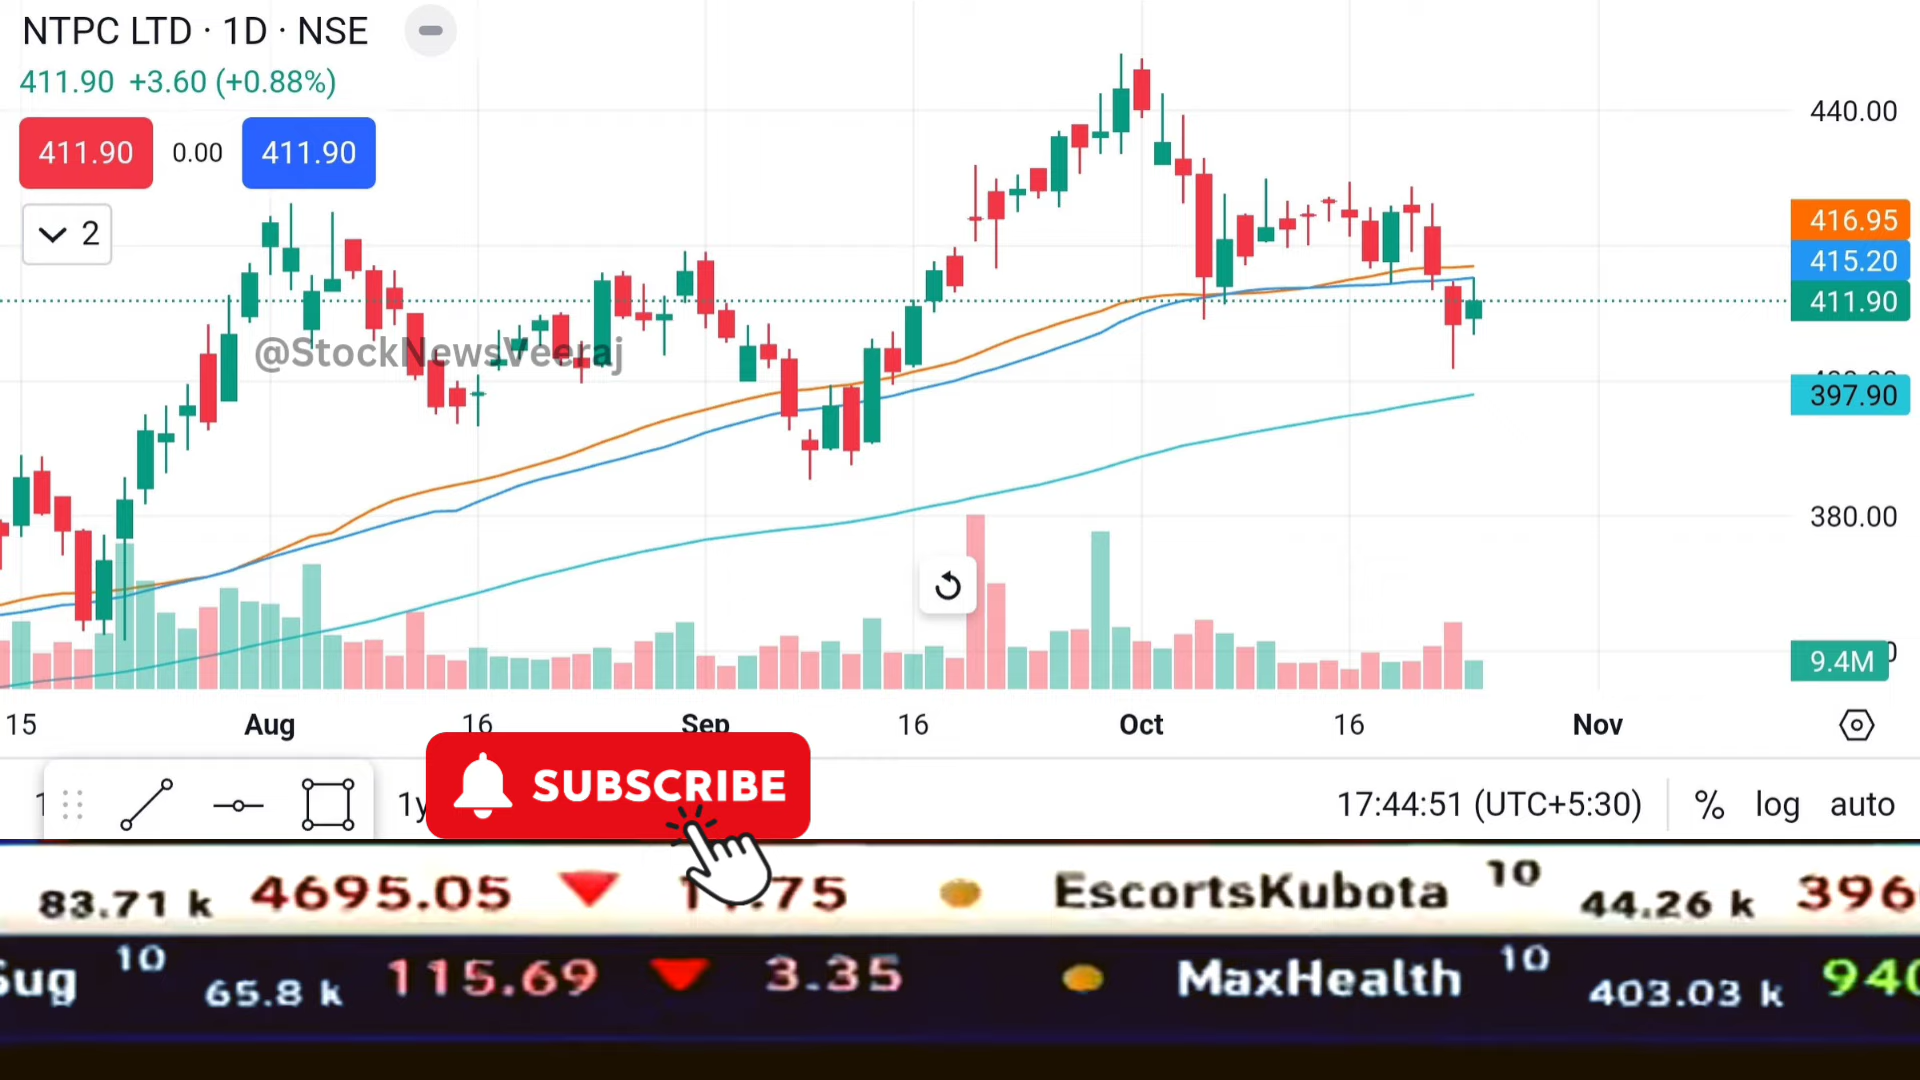 NTPC LTD · 1D · NSE
411.90 +3.60 (+0.88%)
411.90 0.00 411.90
2
@StockNewsVeeraj
440.00
416.95
415.20
411.90
397.90
380.00
9.4M
15 Aug 16 Sep 16 Oct 16 Nov
1y
SUBSCRIBE
17:44:51 (UTC+5:30) % log auto
83.71 k 4695.05 EscortsKubota 10 44.26 k 396
Sug 10 65.8 k 115.69 3.35 MaxHealth 10 403.03 k 940